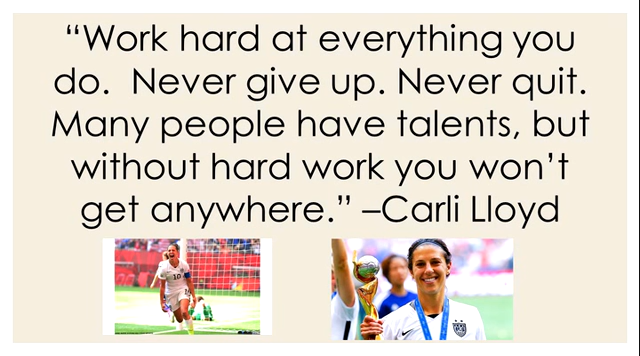 “Work hard at everything you
do.  Never give up. Never quit.
Many people have talents, but
without hard work you won’t
get anywhere.” –Carli Lloyd
10